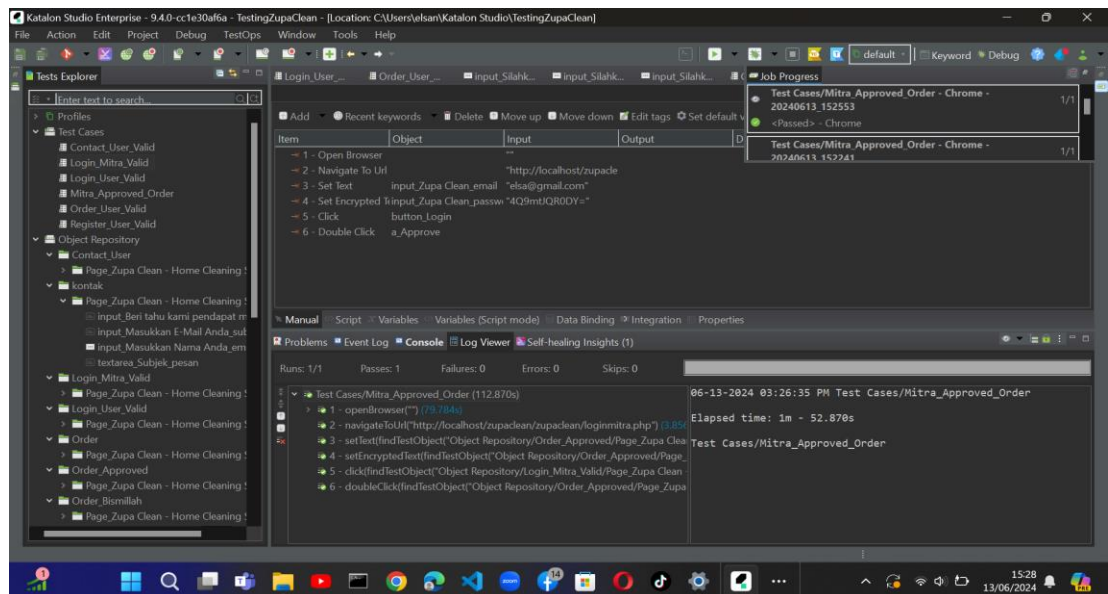 Katalon Studio Enterprise - 9.4.0-cc1e30af6a - TestingZupaClean - [Location: C:\Users\elsan\Katalon Studio\TestingZupaClean]
File Action Edit Project Debug TestOps Window Tools Help
default Keyword Debug
Tests Explorer
Login_User_... Order_User_... input_Silahk... input_Silahk... input_Silahk...
Job Progress
Enter text to search...
Test Cases/Mitra_Approved_Order - Chrome - 20240613_152553
1/1
<Passed> - Chrome
Test Cases/Mitra_Approved_Order - Chrome - 20240613_152241
1/1
Add Recent keywords Delete Move up Move down Edit tags Set default v
Item Object Input Output D
1 - Open Browser ""
2 - Navigate To Url "http://localhost/zupacle
3 - Set Text input_Zupa Clean_email "elsa@gmail.com"
4 - Set Encrypted T input_Zupa Clean_passw "4Q9mtJQR0DY="
5 - Click button_Login
6 - Double Click a_Approve
Profiles
Test Cases
Contact_User_Valid
Login_Mitra_Valid
Login_User_Valid
Mitra_Approved_Order
Order_User_Valid
Register_User_Valid
Object Repository
Contact_User
Page_Zupa Clean - Home Cleaning S
kontak
Page_Zupa Clean - Home Cleaning S
input_Beri tahu kami pendapat m
input_Masukkan E-Mail Anda_sub
input_Masukkan Nama Anda_em
textarea_Subjek_pesan
Login_Mitra_Valid
Page_Zupa Clean - Home Cleaning S
Login_User_Valid
Page_Zupa Clean - Home Cleaning S
Order
Page_Zupa Clean - Home Cleaning S
Order_Approved
Page_Zupa Clean - Home Cleaning S
Order_Bismillah
Page_Zupa Clean - Home Cleaning S
Manual Script Variables Variables (Script mode) Data Binding Integration Properties
Problems Event Log Console Log Viewer Self-healing Insights (1)
Runs: 1/1 Passes: 1 Failures: 0 Errors: 0 Skips: 0
Test Cases/Mitra_Approved_Order (112.870s)
1 - openBrowser("") (79.784s)
2 - navigateToUrl("http://localhost/zupaclean/zupaclean/loginmitra.php") (3.856
3 - setText(findTestObject("Object Repository/Order_Approved/Page_Zupa Clea
4 - setEncryptedText(findTestObject("Object Repository/Order_Approved/Page_
5 - click(findTestObject("Object Repository/Login_Mitra_Valid/Page_Zupa Clean
6 - doubleClick(findTestObject("Object Repository/Order_Approved/Page_Zupa
06-13-2024 03:26:35 PM Test Cases/Mitra_Approved_Order
Elapsed time: 1m - 52.870s
Test Cases/Mitra_Approved_Order
1
zoom
14
15:28
13/06/2024
PRE